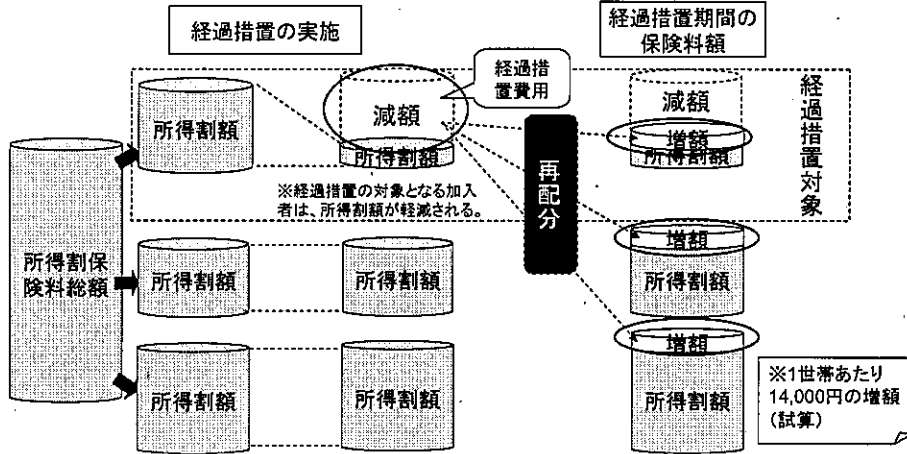 経過措置の実施
経過措置期間の
保険料額
経過措
置費用
減額
所得割額
所得割額
※経過措置の対象となる加入
者は、所得割額が軽減される。
再配分
減額
増額
所得割額
経過措置対象
所得割保
険料総額
所得割額
所得割額
増額
所得割額
所得割額
所得割額
増額
所得割額
※1世帯あたり
14,000円の増額
(試算)